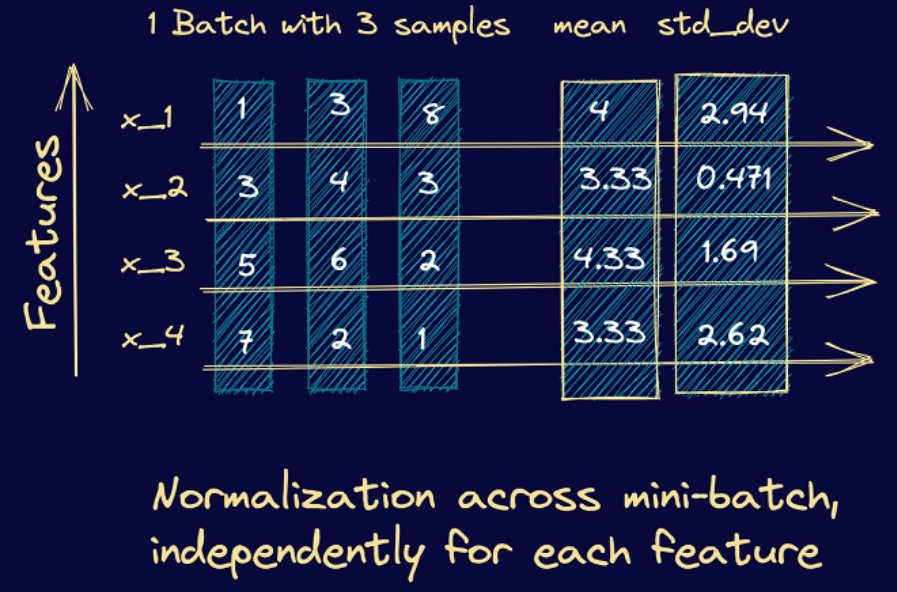 1 Batch with 3 samples mean std_dev
Features
x_1 1 3 8 4 2.94
x_2 3 4 3 3.33 0.471
x_3 5 6 2 4.33 1.69
x_4 7 2 1 3.33 2.62
Normalization across mini-batch,
independently for each feature